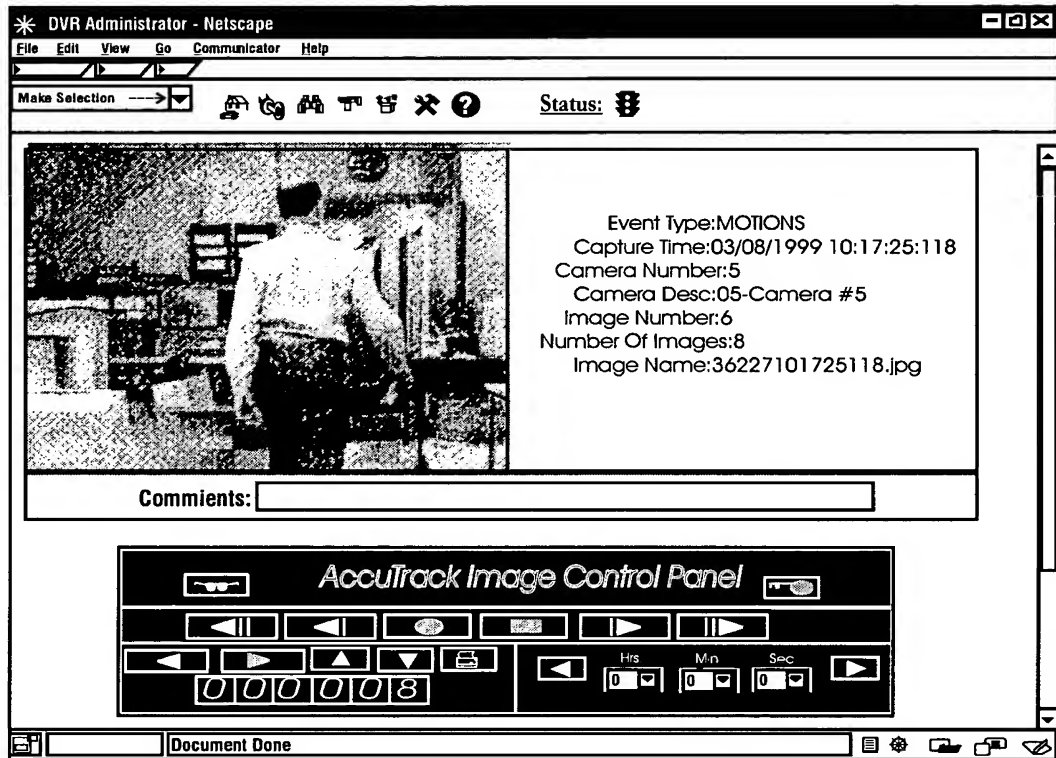 DVR Administrator - Netscape
File Edit View Go Communicator Help
Make Selection ---->
Status:
Event Type:MOTIONS
Capture Time:03/08/1999 10:17:25:118
Camera Number:5
Camera Desc:05-Camera #5
Image Number:6
Number Of Images:8
Image Name:36227101725118.jpg
Commients:
AccuTrack Image Control Panel
Hrs Min Sec
0 0 0
000008
Document Done